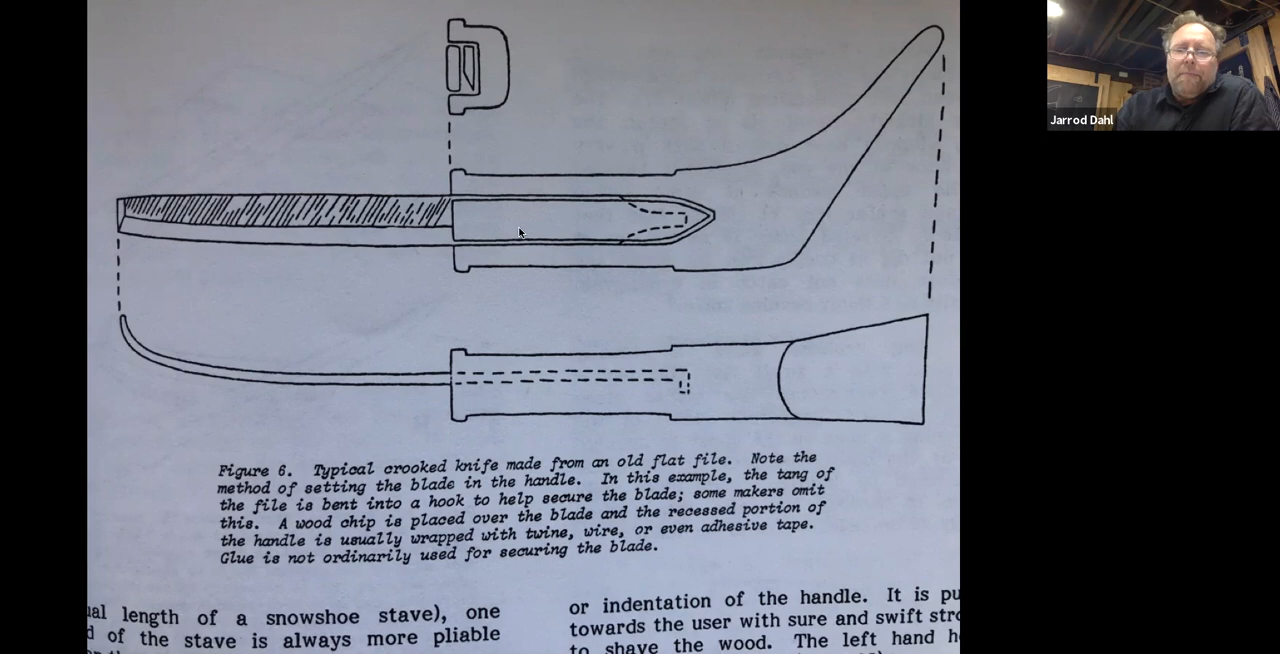 Jarrod Dahl
Figure 6. Typical crooked knife made from an old flat file. Note the
method of setting the blade in the handle. In this example, the tang of
the file is bent into a hook to help secure the blade; some makers omit
this. A wood chip is placed over the blade and the recessed portion of
the handle is usually wrapped with twine, wire, or even adhesive tape.
Glue is not ordinarily used for securing the blade.
ual length of a snowshoe stave), one
d of the stave is always more pliable
or indentation of the handle. It is pu
towards the user with sure and swift stro
to shave the wood. The left hand h